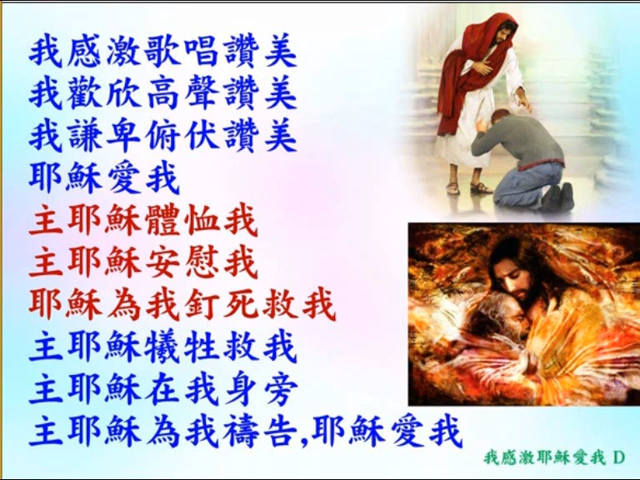 我感激歌唱讚美
我歡欣高聲讚美
我謙卑俯伏讚美
耶穌愛我
主耶穌體恤我
主耶穌安慰我
耶穌為我釘死救我
主耶穌犧牲救我
主耶穌在我身旁
主耶穌為我禱告,耶穌愛我
我感激耶穌愛我 D